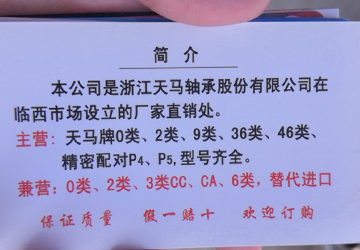 简介
本公司是浙江天马轴承股份有限公司在
临西市场设立的厂家直销处。
主营：天马牌0类、2类、9类、36类、46类、
精密配对P4、P5,型号齐全。
兼营：0类、2类、3类CC、CA、6类，替代进口
保证质量 假一赔十 欢迎订购